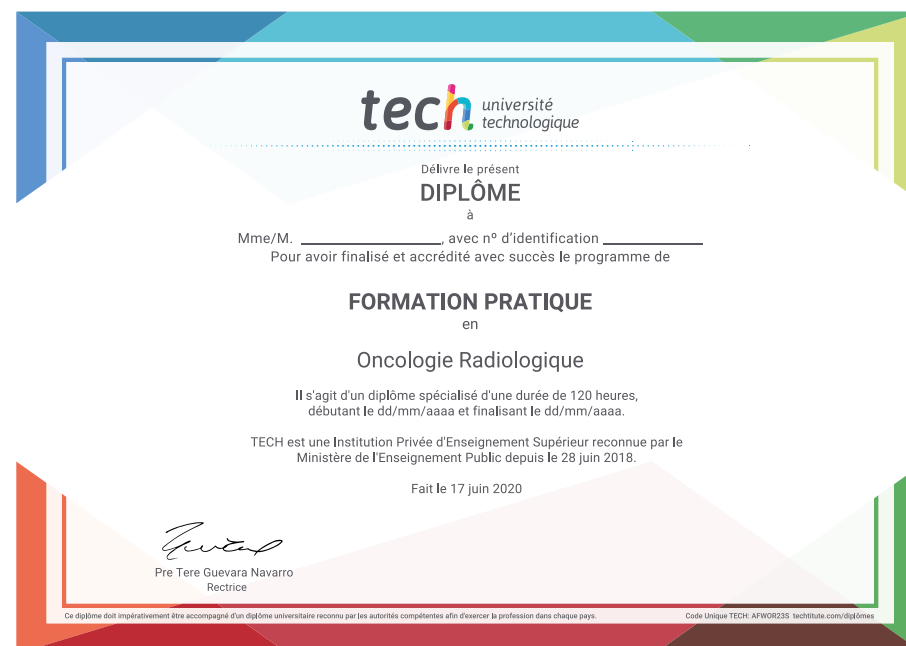 tech université
technologique
Délivre le présent
DIPLÔME
à
Mme/M. ____________________, avec nº d'identification ______________
Pour avoir finalisé et accrédité avec succès le programme de
FORMATION PRATIQUE
en
Oncologie Radiologique
Il s'agit d'un diplôme spécialisé d'une durée de 120 heures,
débutant le dd/mm/aaaa et finalisant le dd/mm/aaaa.
TECH est une Institution Privée d'Enseignement Supérieur reconnue par le
Ministère de l'Enseignement Public depuis le 28 juin 2018.
Fait le 17 juin 2020
Pre Tere Guevara Navarro
Rectrice
Ce diplôme doit impérativement être accompagné d'un diplôme universitaire reconnu par les autorités compétentes afin d'exercer la profession dans chaque pays.
Code Unique TECH: AFWOR23S techtitute.com/diplômes